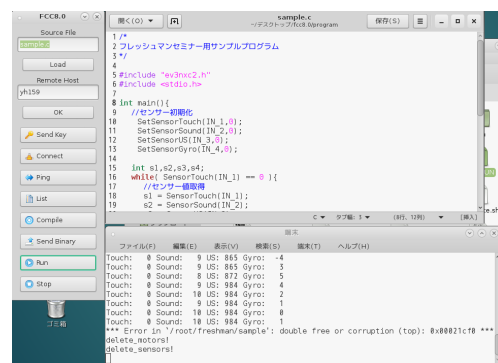 FCC8.0
Source File
sample.c
Load
Remote Host
yh159
OK
Send Key
Connect
Ping
List
Compile
Send Binary
Run
Stop
ゴミ箱
開く(O)
sample.c
~/デスクトップ/fcc8.0/program
保存(S)
1 /*
2 フレッシュマンセミナー用サンプルプログラム
3 */
4
5 #include "ev3nxc2.h"
6 #include <stdio.h>
7
8 int main(){
9 //センサー初期化
10 SetSensorTouch(IN_1,0);
11 SetSensorSound(IN_2,0);
12 SetSensorUS(IN_3,0);
13 SetSensorGyro(IN_4,0);
14
15 int s1,s2,s3,s4;
16 while( SensorTouch(IN_1) == 0 ){
17 //センサー値取得
18 s1 = SensorTouch(IN_1);
19 s2 = SensorSound(IN_2);
C
タブ幅: 3
(8行、12列)
[挿入]
端末
ファイル(F) 編集(E) 表示(V) 検索(S) 端末(T) ヘルプ(H)
Touch: 0 Sound: 9 US: 865 Gyro: -4
Touch: 0 Sound: 9 US: 865 Gyro: 3
Touch: 0 Sound: 8 US: 872 Gyro: 5
Touch: 0 Sound: 9 US: 984 Gyro: 4
Touch: 0 Sound: 10 US: 984 Gyro: 2
Touch: 0 Sound: 9 US: 984 Gyro: 1
Touch: 0 Sound: 10 US: 984 Gyro: 0
Touch: 0 Sound: 9 US: 984 Gyro: 1
*** Error in `/root/freshman/sample': double free or corruption (top): 0x00021cf0 ***
delete_motors!
delete_sensors!